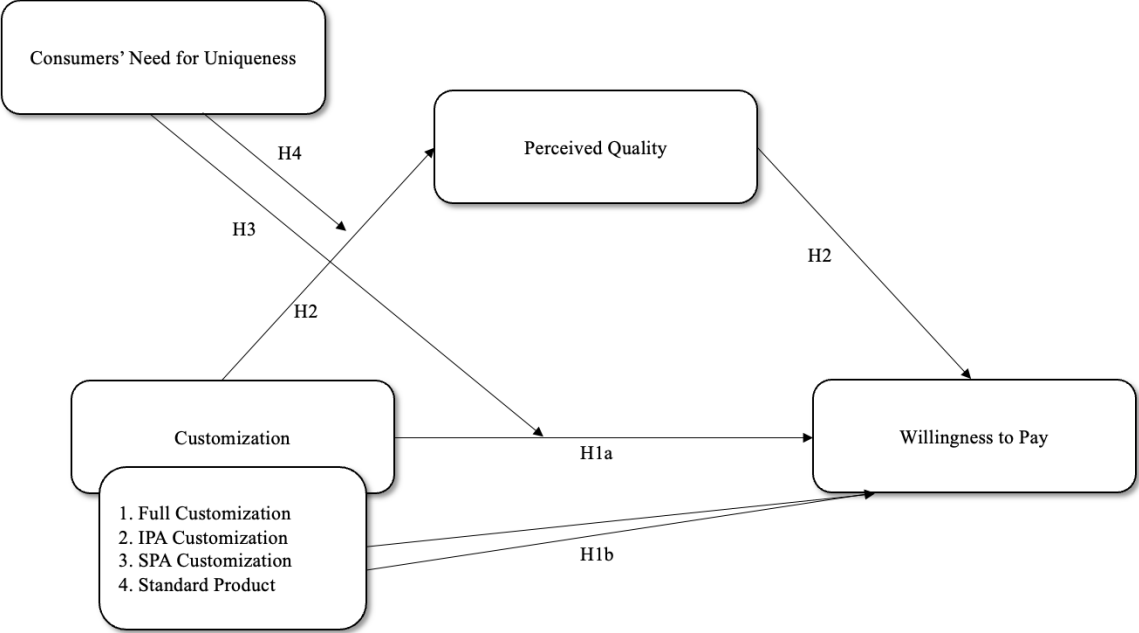 Consumers’ Need for Uniqueness
Perceived Quality
H4
H3
H2
H2
Customization
H1a
Willingness to Pay
1. Full Customization
2. IPA Customization
3. SPA Customization
4. Standard Product
H1b